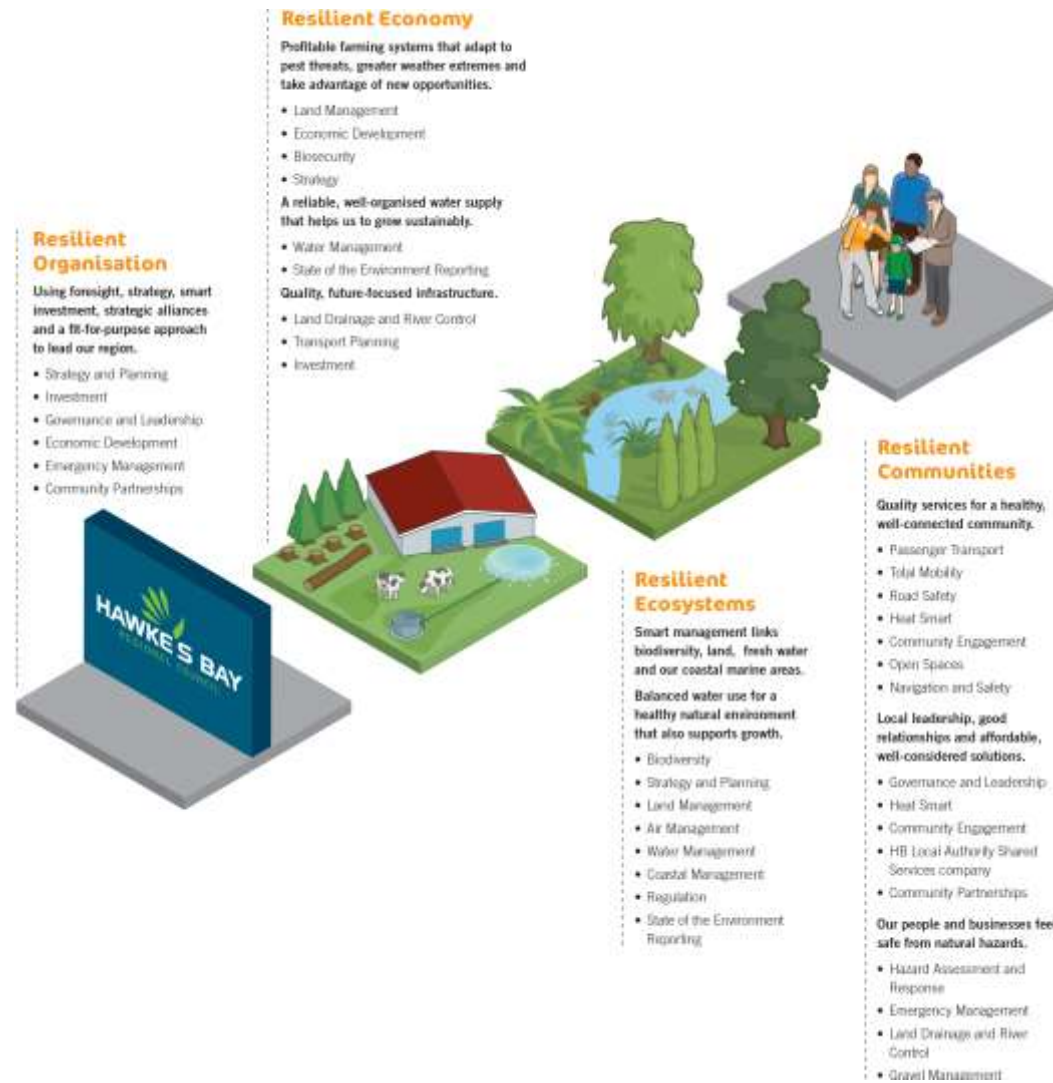 Resilient Economy
Profitable farming systems that adapt to
pest threats, greater weather extremes and
take advantage of new opportunities.
• Land Management
• Economic Development
• Biosecurity
• Strategy
A reliable, well-organised water supply
that helps us to grow sustainably.
• Water Management
• State of the Environment Reporting
Quality, future-focused infrastructure.
• Land Drainage and River Control
• Transport Planning
• Investment
Resilient
Organisation
Using foresight, strategy, smart
investment, strategic alliances
and a fit-for-purpose approach
to lead our region.
• Strategy and Planning
• Investment
• Governance and Leadership
• Economic Development
• Emergency Management
• Community Partnerships
HAWKE'S BAY
REGIONAL COUNCIL
Resilient
Ecosystems
Smart management links
biodiversity, land, fresh water
and our coastal marine areas.
Balanced water use for a
healthy natural environment
that also supports growth.
• Biodiversity
• Strategy and Planning
• Land Management
• Air Management
• Water Management
• Coastal Management
• Regulation
• State of the Environment
Reporting
Resilient
Communities
Quality services for a healthy,
well-connected community.
• Passenger Transport
• Total Mobility
• Road Safety
• Heat Smart
• Community Engagement
• Open Spaces
• Navigation and Safety
Local leadership, good
relationships and affordable,
well-considered solutions.
• Governance and Leadership
• Heat Smart
• Community Engagement
• HB Local Authority Shared
Services company
• Community Partnerships
Our people and businesses fee
safe from natural hazards.
• Hazard Assessment and
Response
• Emergency Management
• Land Drainage and River
Control
• Gravel Management